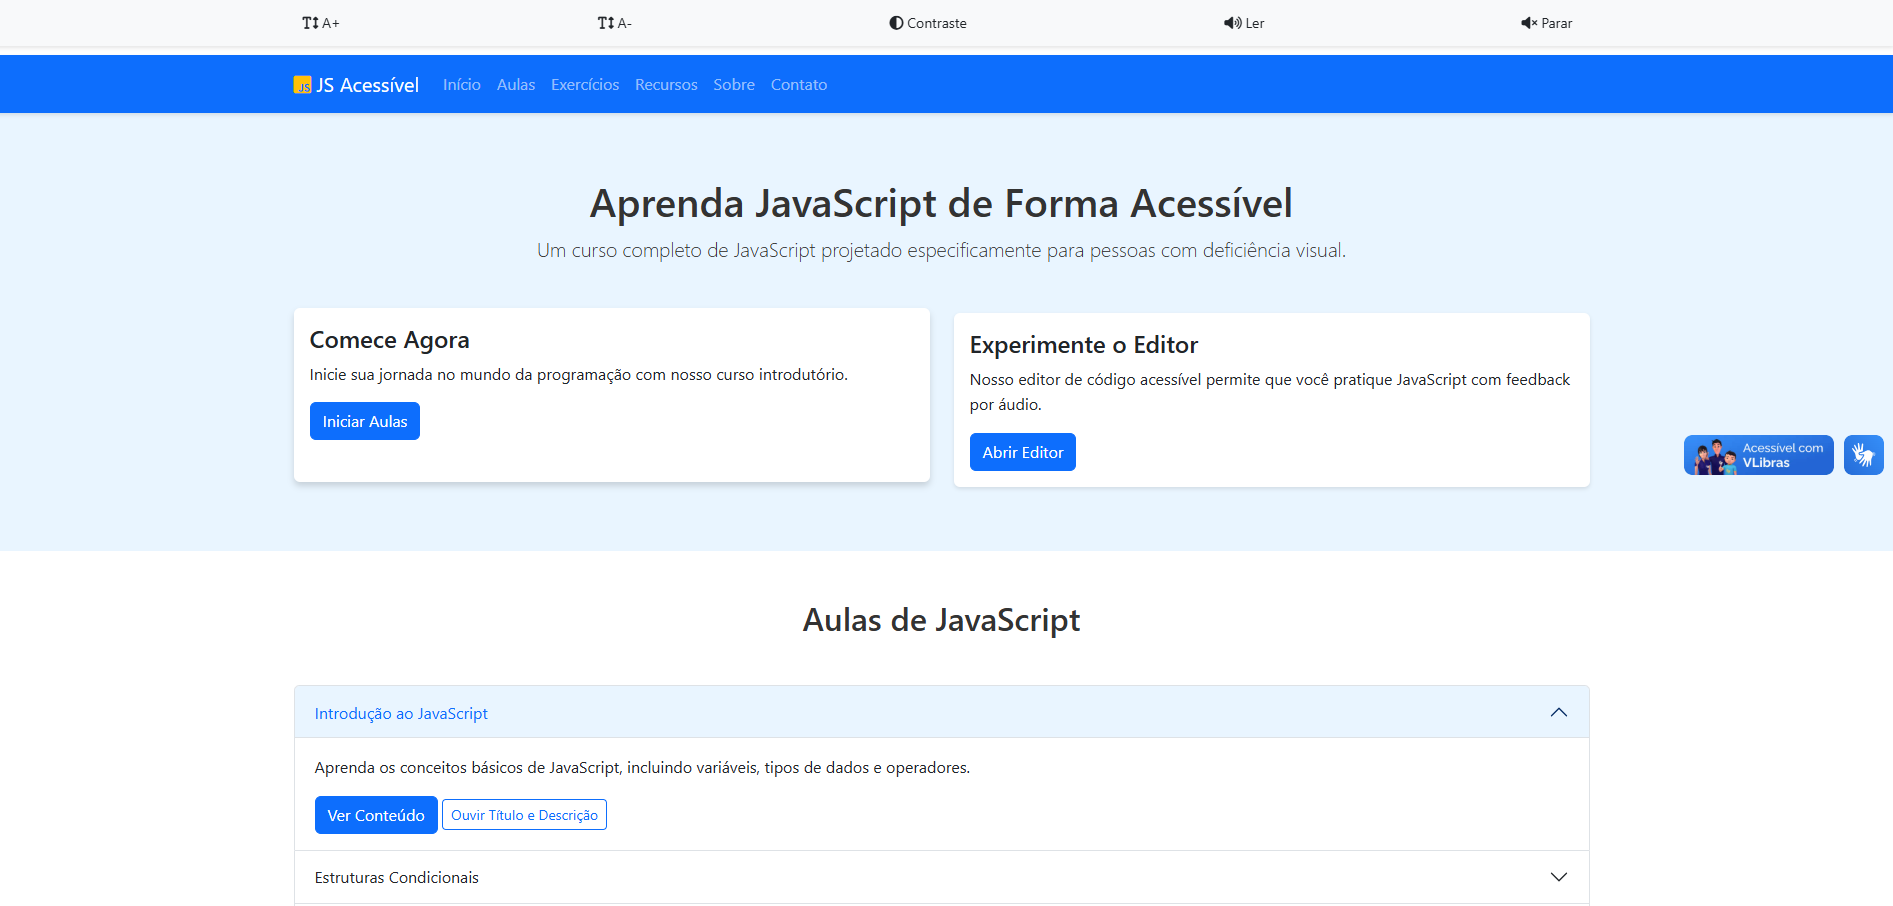 A+
A-
Contraste
Ler
Parar
JS JS Acessível
Início
Aulas
Exercícios
Recursos
Sobre
Contato
Aprenda JavaScript de Forma Acessível
Um curso completo de JavaScript projetado especificamente para pessoas com deficiência visual.
Comece Agora
Inicie sua jornada no mundo da programação com nosso curso introdutório.
Iniciar Aulas
Experimente o Editor
Nosso editor de código acessível permite que você pratique JavaScript com feedback
por áudio.
Abrir Editor
Acessível com
VLibras
Aulas de JavaScript
Introdução ao JavaScript
Aprenda os conceitos básicos de JavaScript, incluindo variáveis, tipos de dados e operadores.
Ver Conteúdo
Ouvir Título e Descrição
Estruturas Condicionais